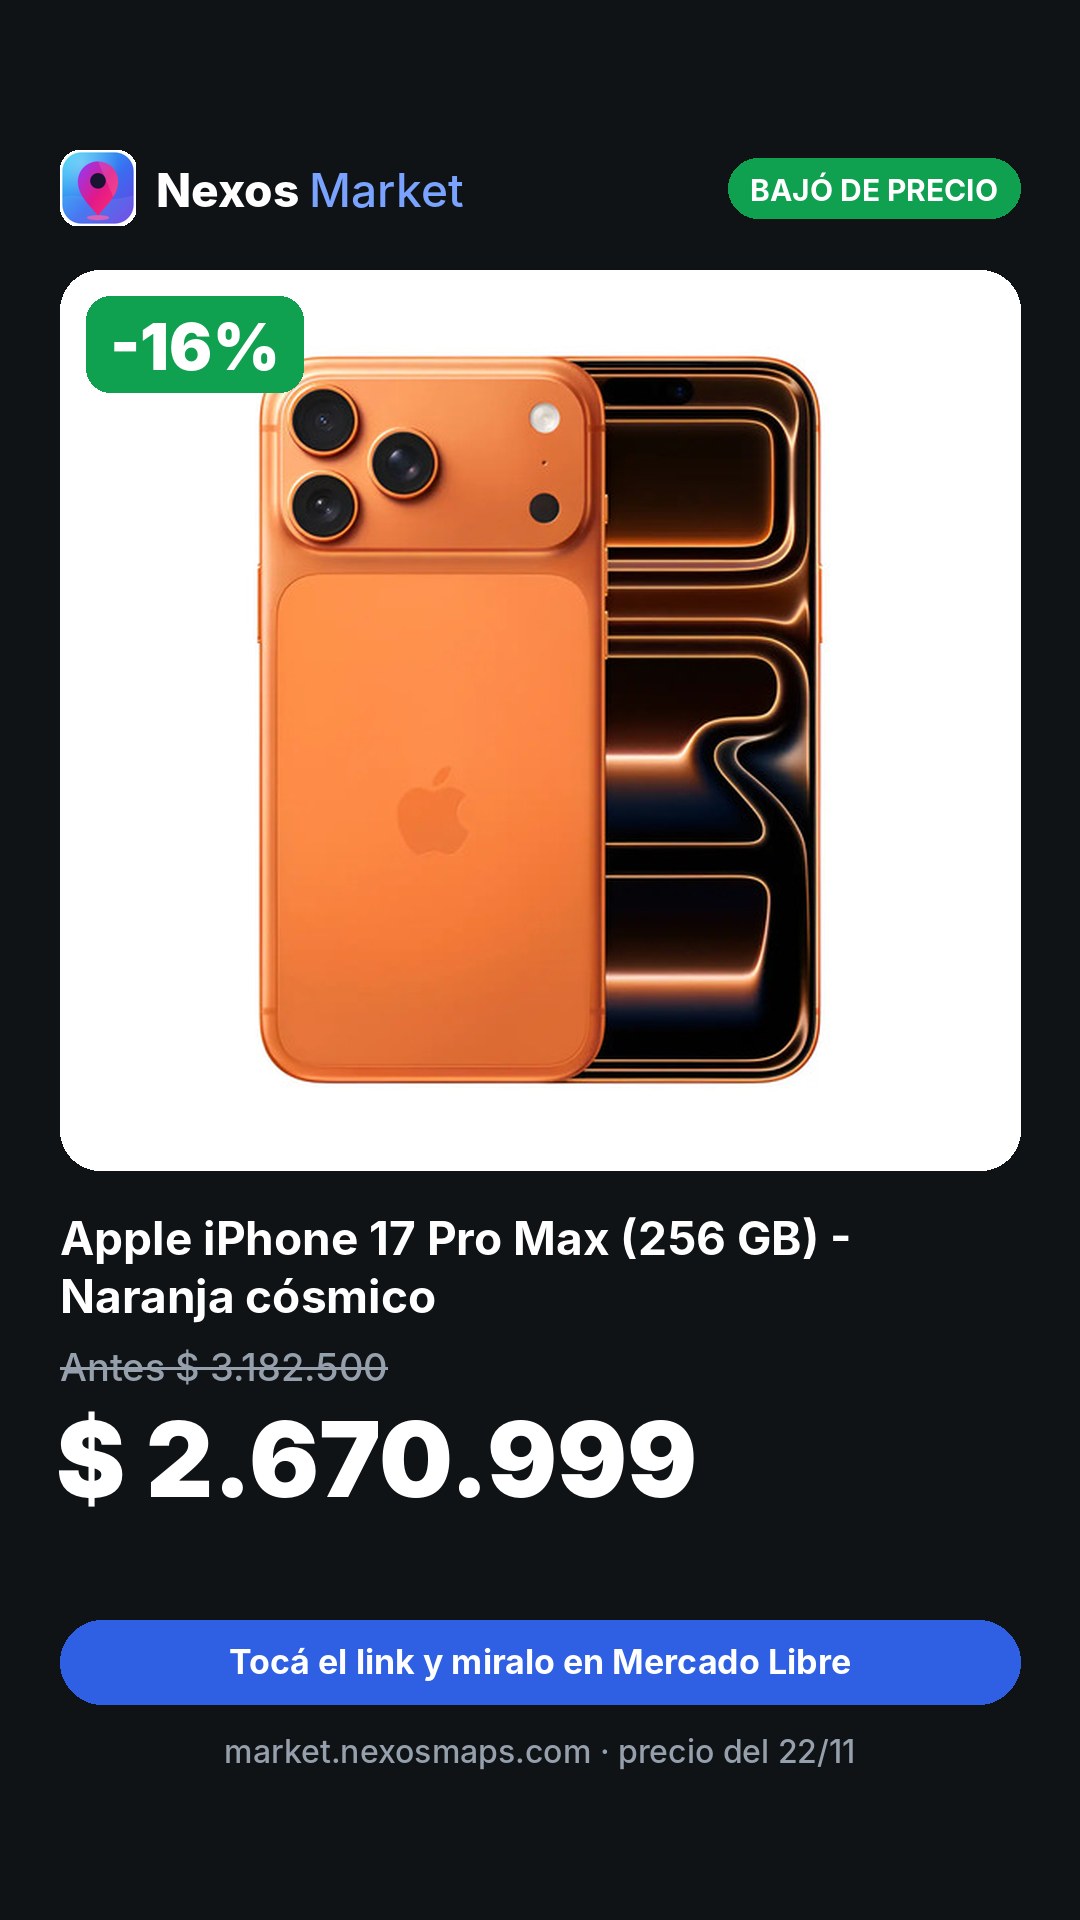 Nexos Market
BAJÓ DE PRECIO
-16%
Apple iPhone 17 Pro Max (256 GB) -
Naranja cósmico
Antes $ 3.182.500
$ 2.670.999
Tocá el link y miralo en Mercado Libre
market.nexosmaps.com · precio del 22/11